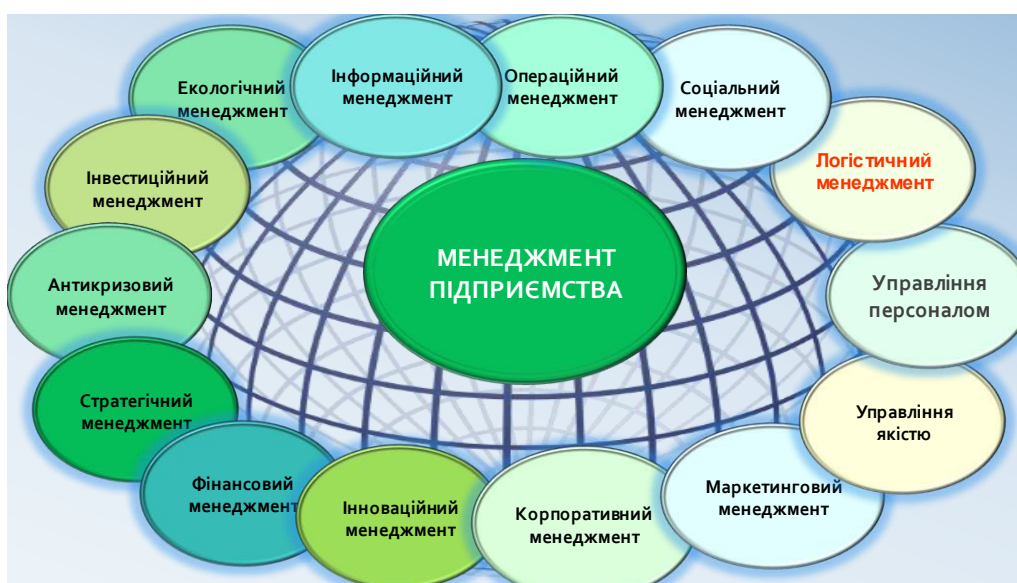 Екологічний
менеджмент
Інформаційний
менеджмент
Операційний
менеджмент
Соціальний
менеджмент
Логістичний
менеджмент
Інвестиційний
менеджмент
МЕНЕДЖМЕНТ
ПІДПРИЄМСТВА
Управління
персоналом
Антикризовий
менеджмент
Стратегічний
менеджмент
Управління
якістю
Фінансовий
менеджмент
Інноваційний
менеджмент
Корпоративний
менеджмент
Маркетинговий
менеджмент